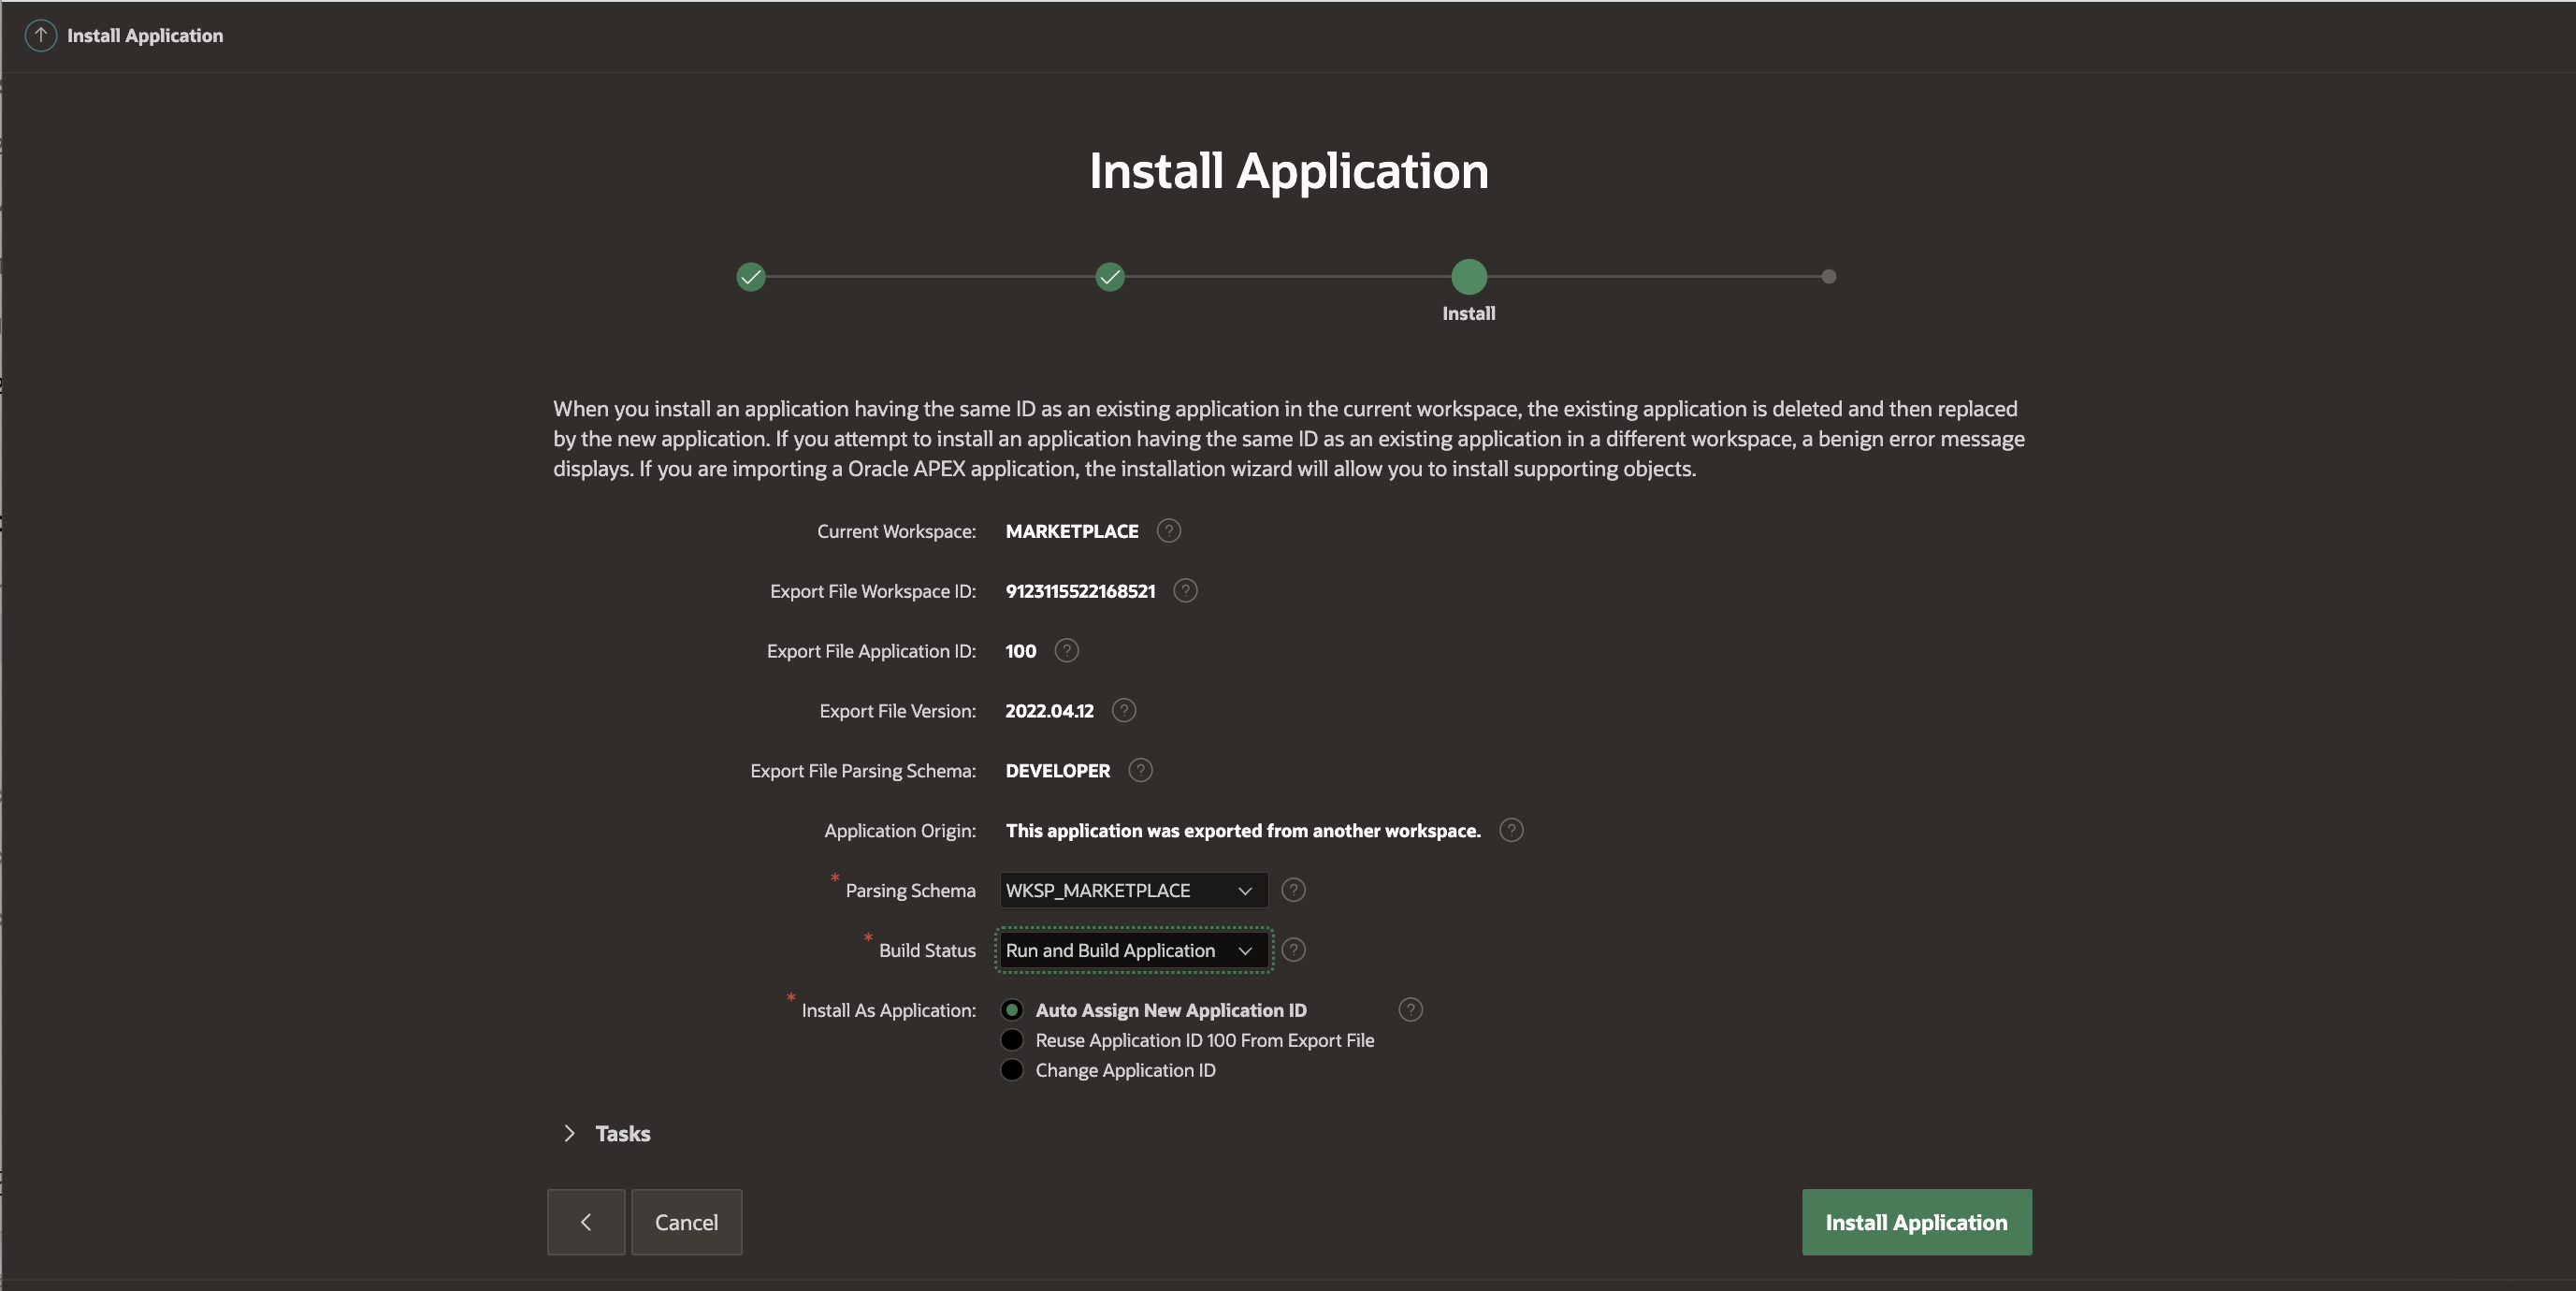 Install Application
Install Application
Install
When you install an application having the same ID as an existing application in the current workspace, the existing application is deleted and then replaced
by the new application. If you attempt to install an application having the same ID as an existing application in a different workspace, a benign error message
displays. If you are importing a Oracle APEX application, the installation wizard will allow you to install supporting objects.
Current Workspace: MARKETPLACE ?
Export File Workspace ID: 9123115522168521 ?
Export File Application ID: 100 ?
Export File Version: 2022.04.12 ?
Export File Parsing Schema: DEVELOPER ?
Application Origin: This application was exported from another workspace. ?
* Parsing Schema WKSP_MARKETPLACE ?
* Build Status Run and Build Application ?
* Install As Application: Auto Assign New Application ID ?
Reuse Application ID 100 From Export File
Change Application ID
Tasks
Cancel Install Application